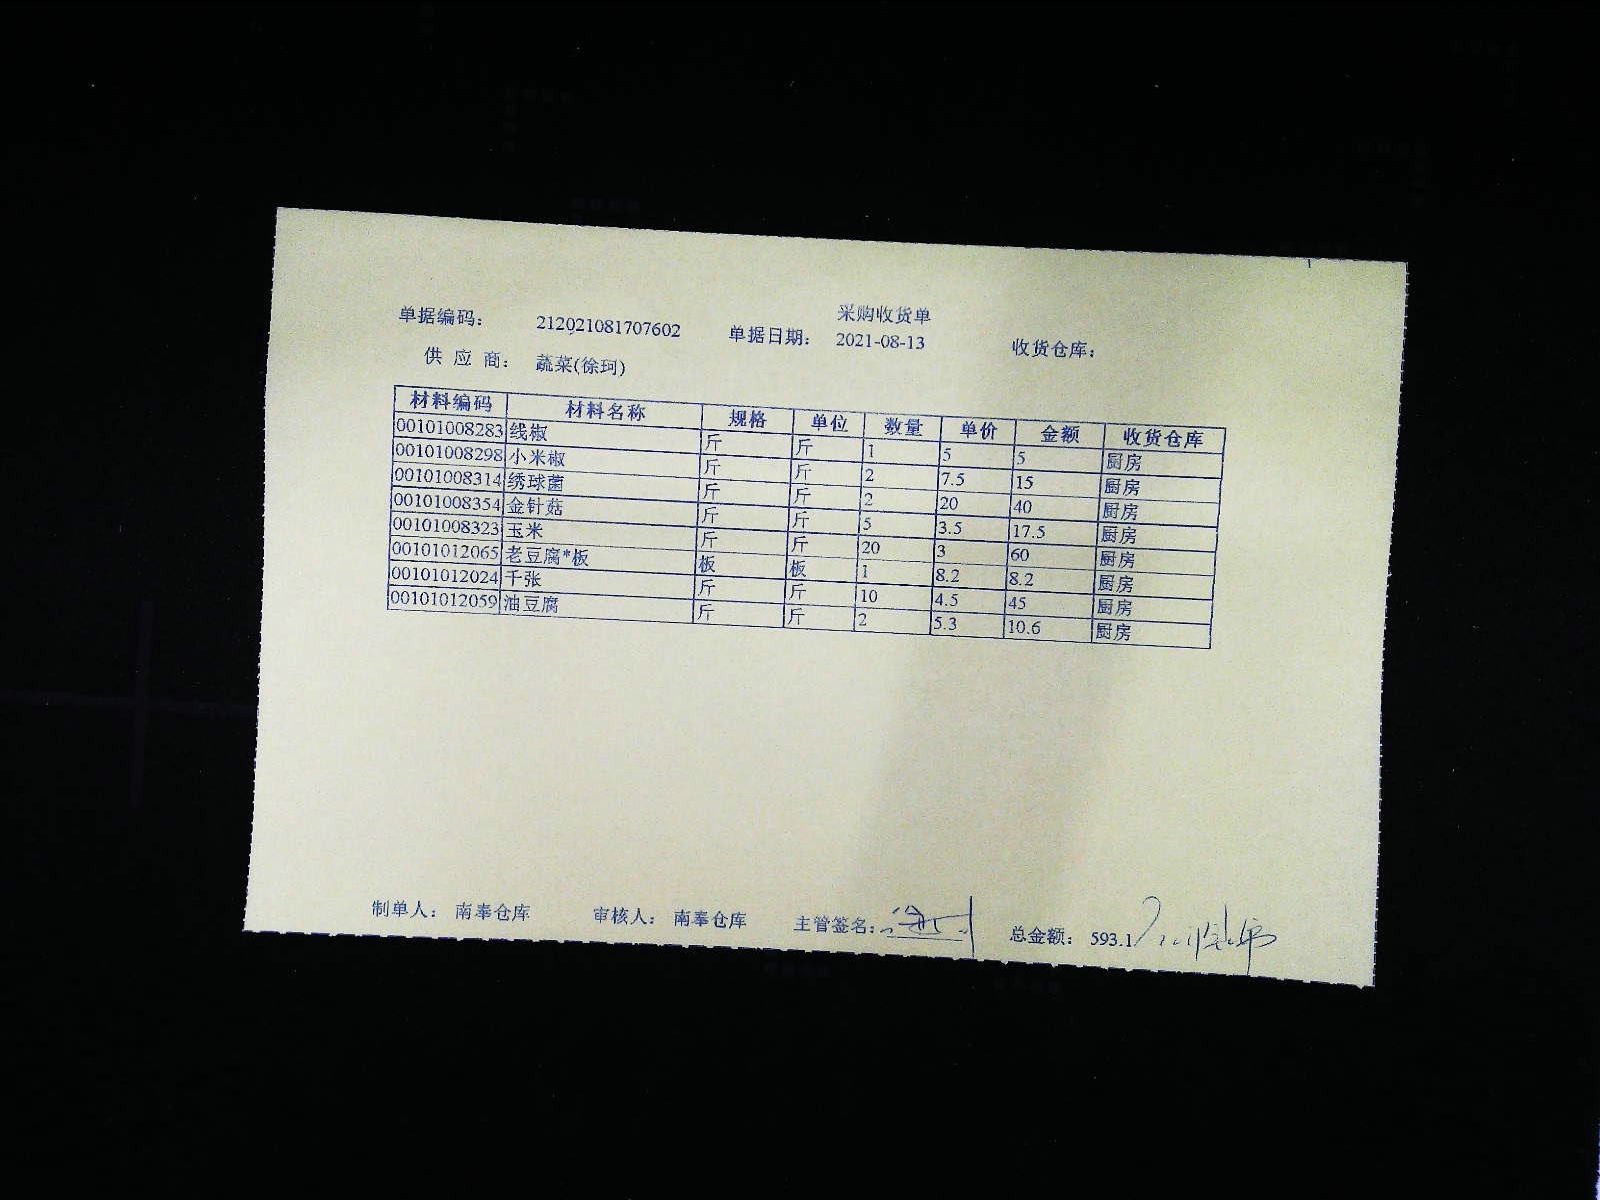 采购收货单
单据编码： 212021081707602 单据日期： 2021-08-13 收货仓库：
供 应 商： 蔬菜(徐珂)
材料编码 材料名称 规格 单位 数量 单价 金额 收货仓库
00101008283 线椒 斤 斤 1 5 5 厨房
00101008298 小米椒 斤 斤 2 7.5 15 厨房
00101008314 绣球菌 斤 斤 2 20 40 厨房
00101008354 金针菇 斤 斤 5 3.5 17.5 厨房
00101008323 玉米 斤 斤 20 3 60 厨房
00101012065 老豆腐*板 板 板 1 8.2 8.2 厨房
00101012024 千张 斤 斤 10 4.5 45 厨房
00101012059 油豆腐 斤 斤 2 5.3 10.6 厨房
制单人： 南奉仓库 审核人： 南奉仓库 主管签名： 总金额： 593.1